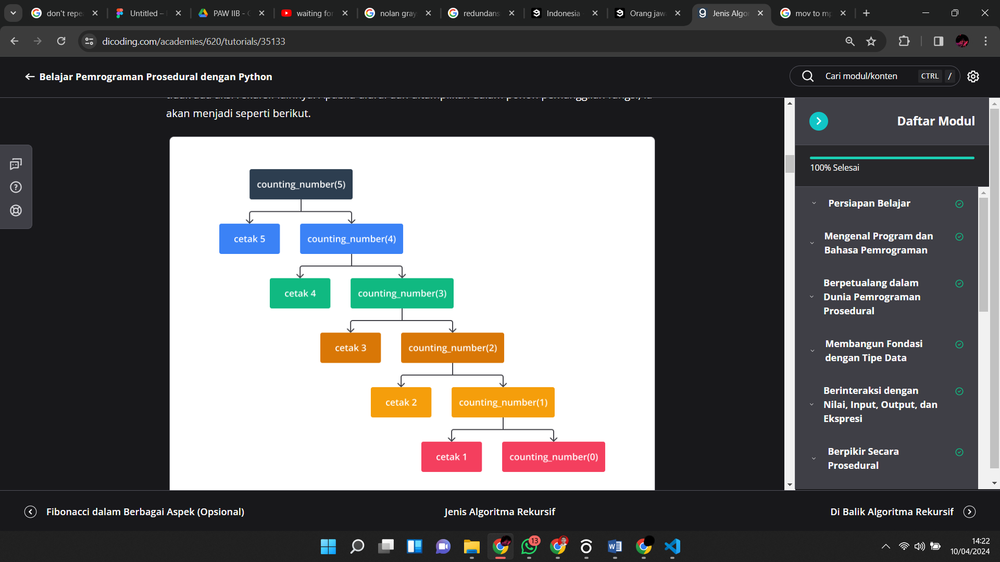 don't repe
Untitled –
PAW IIB -
waiting for
nolan gray
redundans
Indonesia
Orang jaw
Jenis Algo
mov to mp
dicoding.com/academies/620/tutorials/35133
Belajar Pemrograman Prosedural dengan Python
Cari modul/konten
CTRL /
akan menjadi seperti berikut.
counting_number(5)
cetak 5
counting_number(4)
cetak 4
counting_number(3)
cetak 3
counting_number(2)
cetak 2
counting_number(1)
cetak 1
counting_number(0)
Daftar Modul
100% Selesai
Persiapan Belajar
Mengenal Program dan
Bahasa Pemrograman
Berpetualang dalam
Dunia Pemrograman
Prosedural
Membangun Fondasi
dengan Tipe Data
Berinteraksi dengan
Nilai, Input, Output, dan
Ekspresi
Berpikir Secara
Prosedural
Fibonacci dalam Berbagai Aspek (Opsional)
Jenis Algoritma Rekursif
Di Balik Algoritma Rekursif
13
14:22
10/04/2024